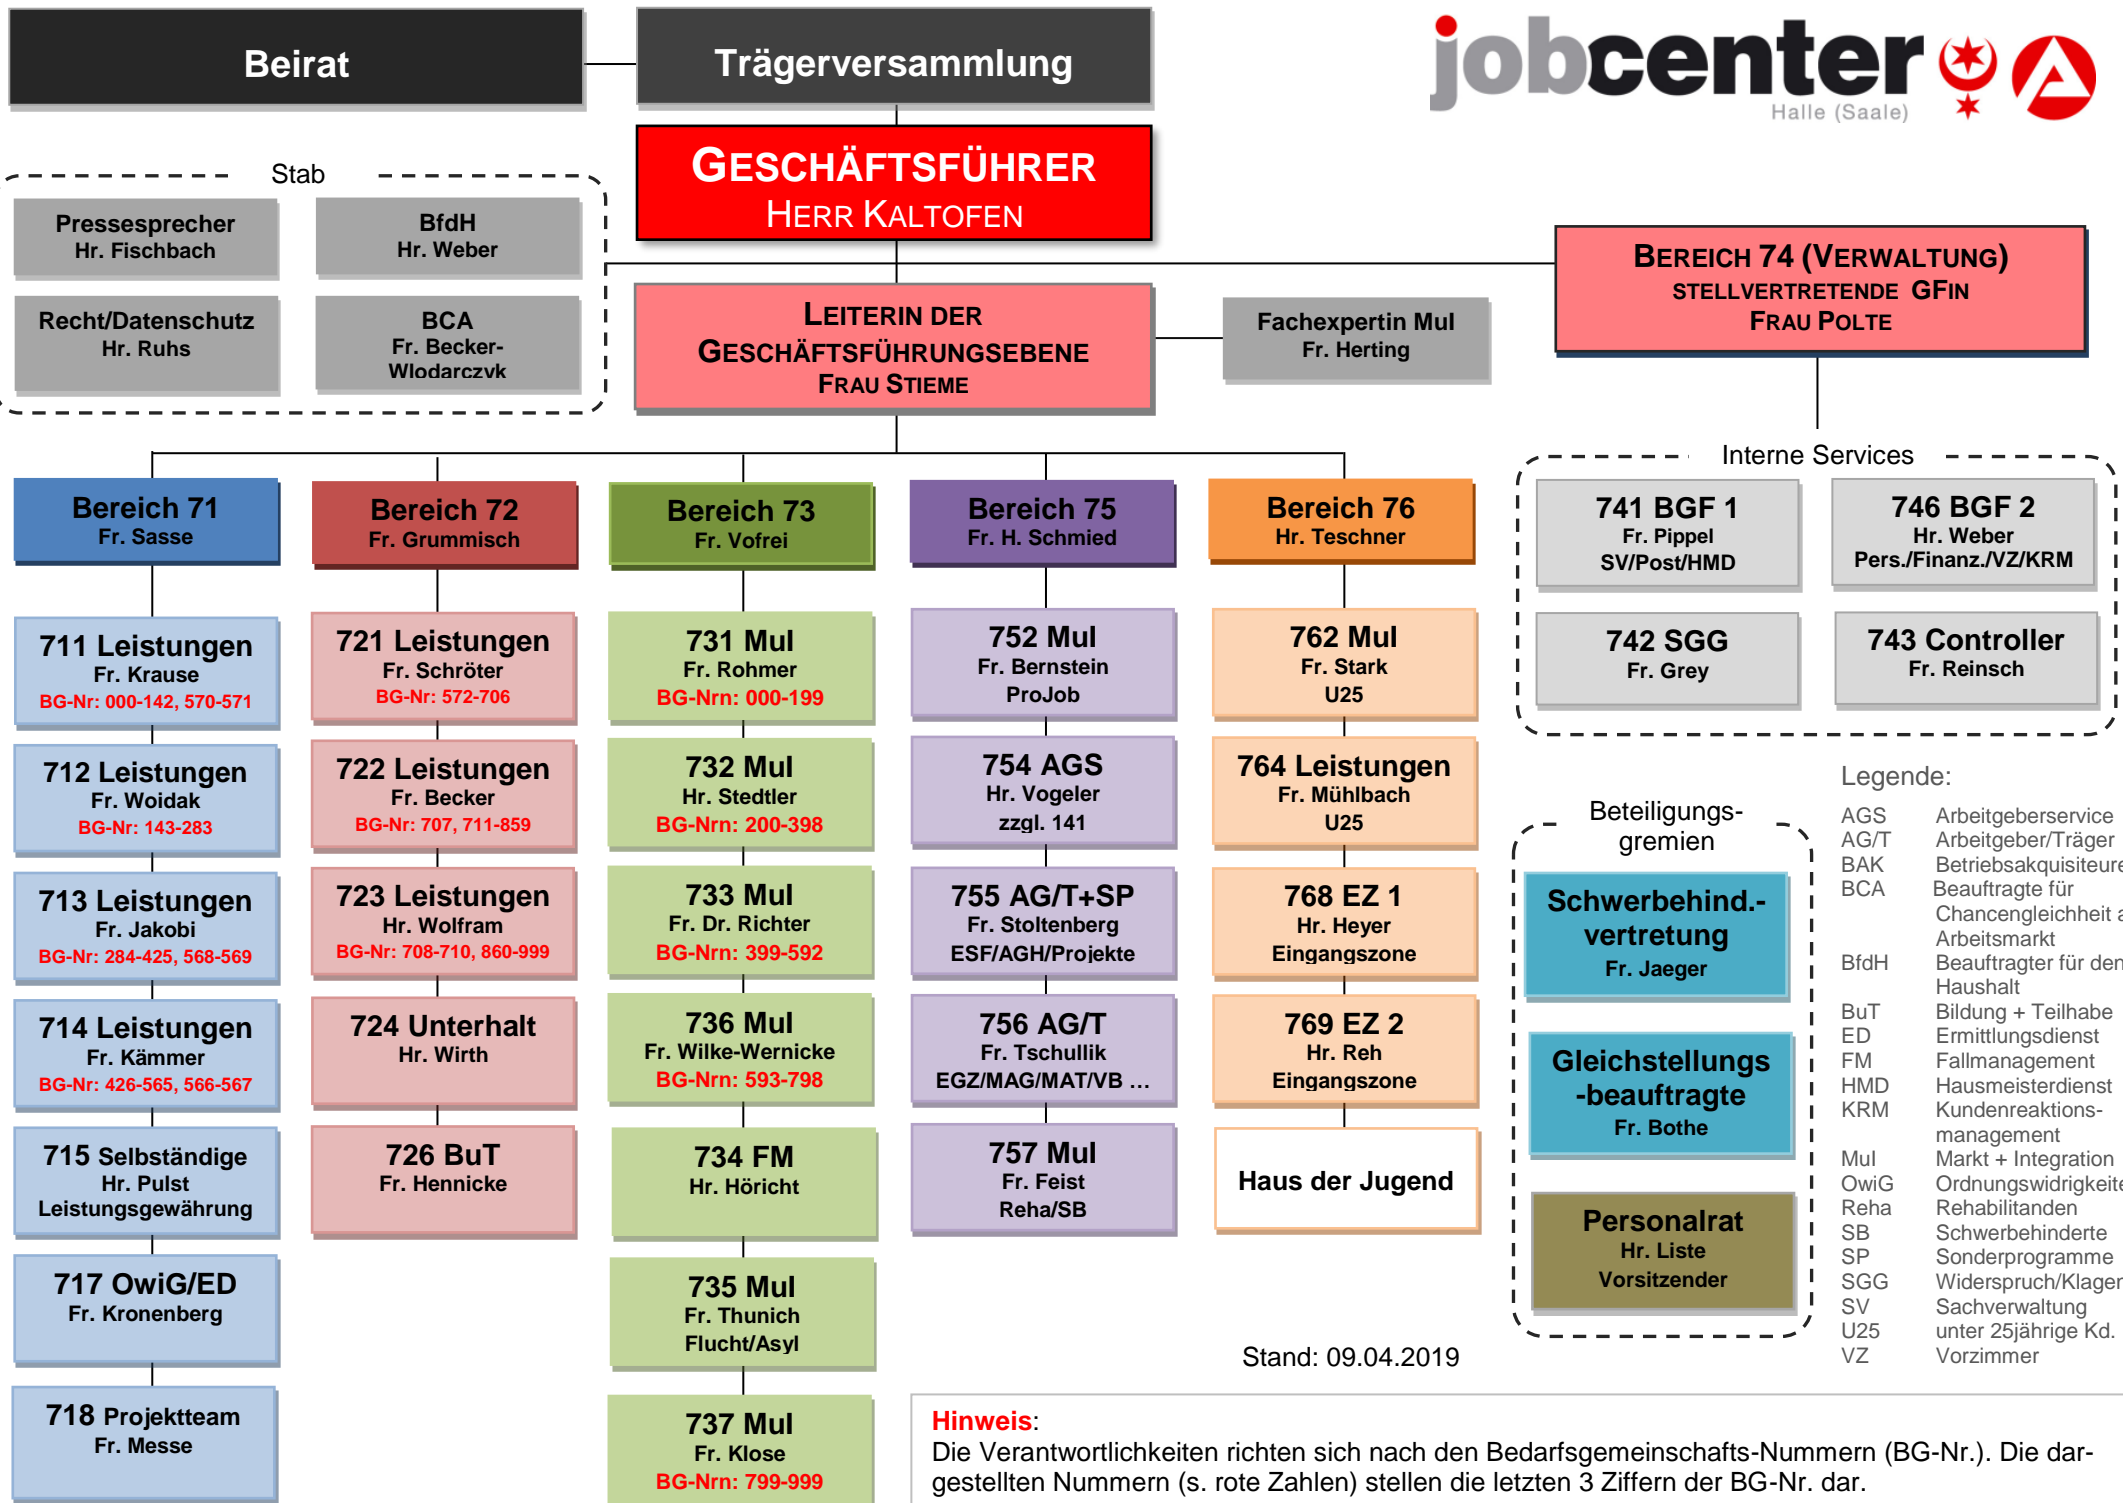 Beirat
Trägerversammlung
jobcenter
Halle (Saale)
GESCHÄFTSFÜHRER
HERR KALTOFEN
Stab
Pressesprecher
Hr. Fischbach
BfdH
Hr. Weber
Recht/Datenschutz
Hr. Ruhs
BCA
Fr. Becker-
Wlodarczyk
LEITERIN DER
GESCHÄFTSFÜHRUNGSEBENE
FRAU STIEME
Fachexpertin MuI
Fr. Herting
BEREICH 74 (VERWALTUNG)
STELLVERTRETENDE GFIN
FRAU POLTE
Bereich 71
Fr. Sasse
711 Leistungen
Fr. Krause
BG-Nr: 000-142, 570-571
712 Leistungen
Fr. Woidak
BG-Nr: 143-283
713 Leistungen
Fr. Jakobi
BG-Nr: 284-425, 568-569
714 Leistungen
Fr. Kämmer
BG-Nr: 426-565, 566-567
715 Selbständige
Hr. Pulst
Leistungsgewährung
717 OwiG/ED
Fr. Kronenberg
718 Projektteam
Fr. Messe
Bereich 72
Fr. Grummisch
721 Leistungen
Fr. Schröter
BG-Nr: 572-706
722 Leistungen
Fr. Becker
BG-Nr: 707, 711-859
723 Leistungen
Hr. Wolfram
BG-Nr: 708-710, 860-999
724 Unterhalt
Hr. Wirth
726 BuT
Fr. Hennicke
Bereich 73
Fr. Vofrei
731 MuI
Fr. Rohmer
BG-Nrn: 000-199
732 MuI
Hr. Stedtler
BG-Nrn: 200-398
733 MuI
Fr. Dr. Richter
BG-Nrn: 399-592
736 MuI
Fr. Wilke-Wernicke
BG-Nrn: 593-798
734 FM
Hr. Höricht
735 MuI
Fr. Thunich
Flucht/Asyl
737 MuI
Fr. Klose
BG-Nrn: 799-999
Bereich 75
Fr. H. Schmied
752 MuI
Fr. Bernstein
ProJob
754 AGS
Hr. Vogeler
zzgl. 141
755 AG/T+SP
Fr. Stoltenberg
ESF/AGH/Projekte
756 AG/T
Fr. Tschullik
EGZ/MAG/MAT/VB ...
757 MuI
Fr. Feist
Reha/SB
Bereich 76
Hr. Teschner
762 MuI
Fr. Stark
U25
764 Leistungen
Fr. Mühlbach
U25
768 EZ 1
Hr. Heyer
Eingangszone
769 EZ 2
Hr. Reh
Eingangszone
Haus der Jugend
Interne Services
741 BGF 1
Fr. Pippel
SV/Post/HMD
746 BGF 2
Hr. Weber
Pers./Finanz./VZ/KRM
742 SGG
Fr. Grey
743 Controller
Fr. Reinsch
Beteiligungs-
gremien
Schwerbehind.-
vertretung
Fr. Jaeger
Gleichstellungs
-beauftragte
Fr. Bothe
Personalrat
Hr. Liste
Vorsitzender
Legende:
AGS Arbeitgeberservice
AG/T Arbeitgeber/Träger
BAK Betriebsakquisiteure
BCA Beauftragte für
Chancengleichheit a
Arbeitsmarkt
BfdH Beauftragter für den
Haushalt
BuT Bildung + Teilhabe
ED Ermittlungsdienst
FM Fallmanagement
HMD Hausmeisterdienst
KRM Kundenreaktions-
management
MuI Markt + Integration
OwiG Ordnungswidrigkeite
Reha Rehabilitanden
SB Schwerbehinderte
SP Sonderprogramme
SGG Widerspruch/Klagen
SV Sachverwaltung
U25 unter 25jährige Kd.
VZ Vorzimmer
Stand: 09.04.2019
Hinweis:
Die Verantwortlichkeiten richten sich nach den Bedarfsgemeinschafts-Nummern (BG-Nr.). Die dar-
gestellten Nummern (s. rote Zahlen) stellen die letzten 3 Ziffern der BG-Nr. dar.